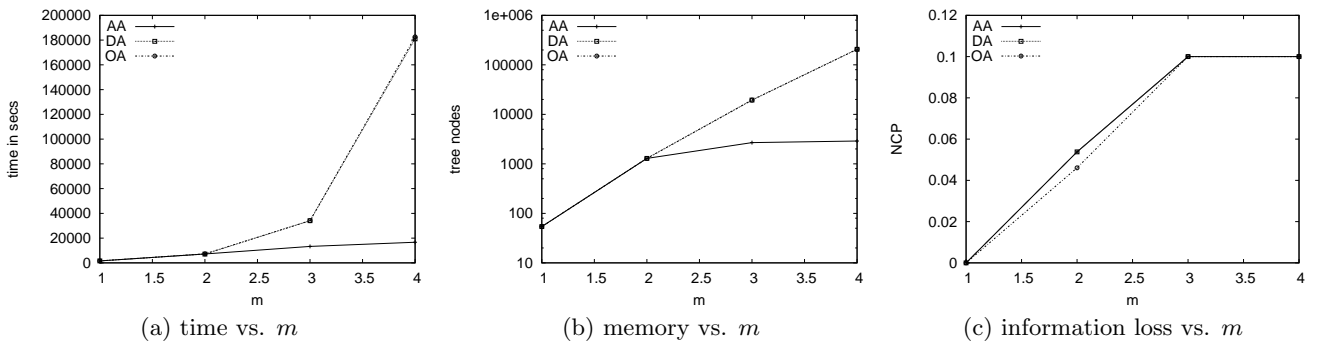 AA
DA
OA
time in secs
200000
180000
160000
140000
120000
100000
80000
60000
40000
20000
0
1 1.5 2 2.5 3 3.5 4
m
(a) time vs. m
AA
DA
OA
tree nodes
1e+006
100000
10000
1000
100
10
1 1.5 2 2.5 3 3.5 4
m
(b) memory vs. m
AA
DA
OA
NCP
0.12
0.1
0.08
0.06
0.04
0.02
0
1 1.5 2 2.5 3 3.5 4
m
(c) information loss vs. m